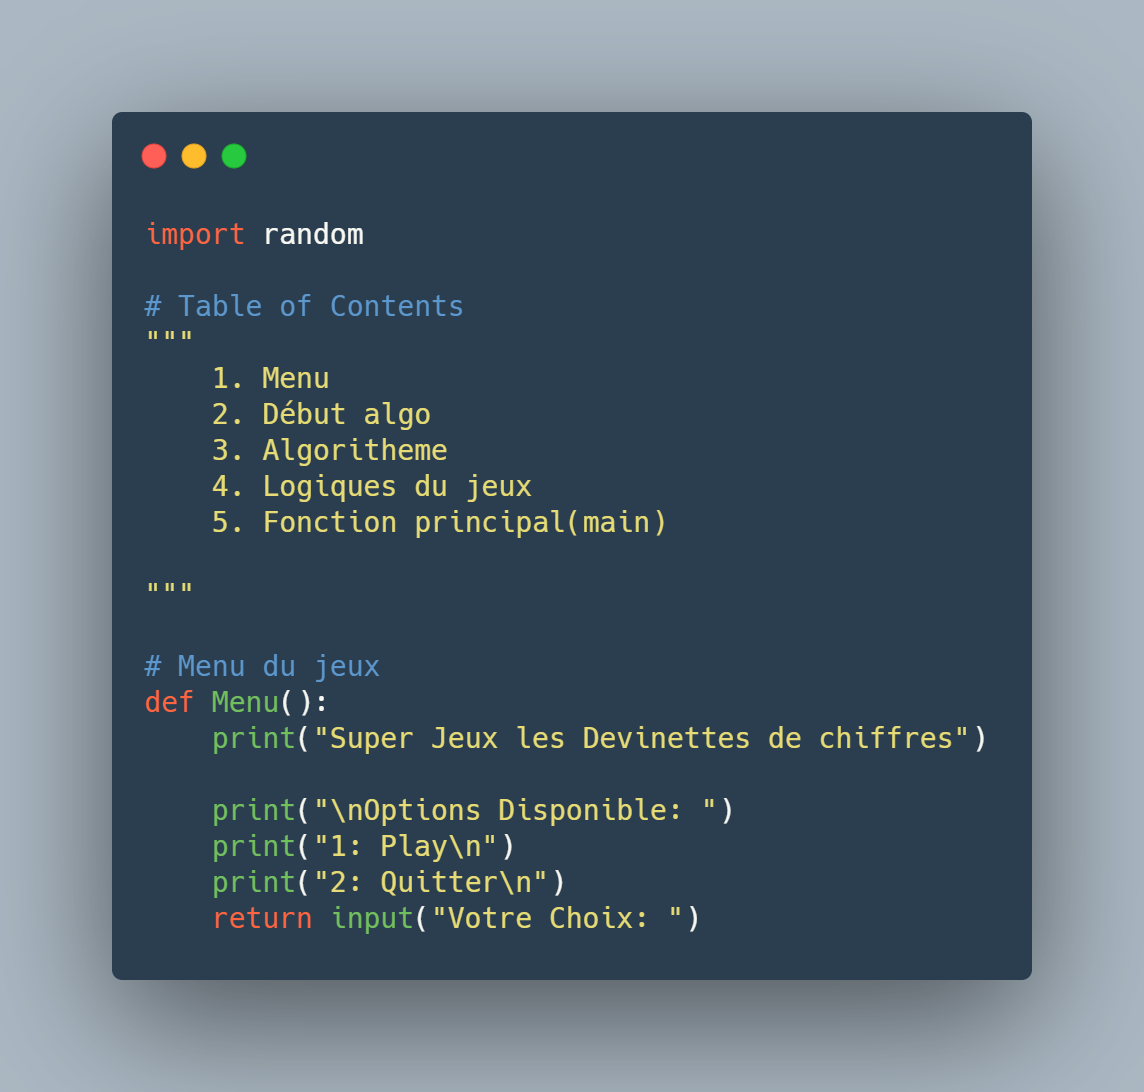 import random
# Table of Contents
"""
    1. Menu
    2. Début algo
    3. Algoritheme
    4. Logiques du jeux
    5. Fonction principal(main)
"""
# Menu du jeux
def Menu():
    print("Super Jeux les Devinettes de chiffres")
    print("\nOptions Disponible: ")
    print("1: Play\n")
    print("2: Quitter\n")
    return input("Votre Choix: ")